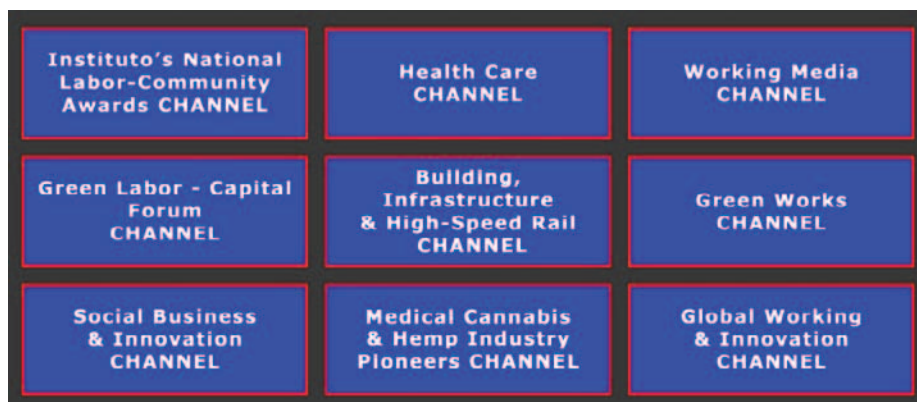 Instituto's National
Labor-Community
Awards CHANNEL
Health Care
CHANNEL
Working Media
CHANNEL
Green Labor - Capital
Forum
CHANNEL
Building,
Infrastructure
& High-Speed Rail
CHANNEL
Green Works
CHANNEL
Social Business
& Innovation
CHANNEL
Medical Cannabis
& Hemp Industry
Pioneers CHANNEL
Global Working
& Innovation
CHANNEL